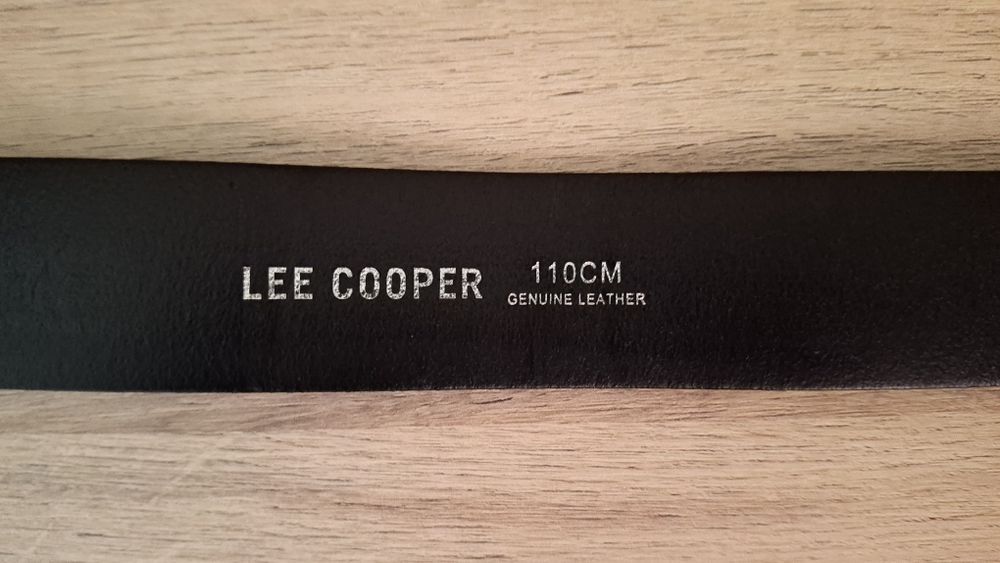 LEE COOPER
110CM
GENUINE LEATHER